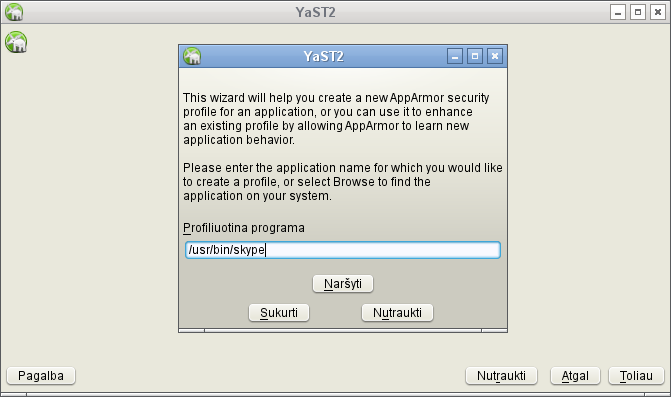 YaST2
YaST2
This wizard will help you create a new AppArmor security
profile for an application, or you can use it to enhance
an existing profile by allowing AppArmor to learn new
application behavior.
Please enter the application name for which you would like
to create a profile, or select Browse to find the
application on your system.
Profiliuotina programa
/usr/bin/skype
Naršyti
Sukurti Nutraukti
Pagalba Nutraukti Atgal Toliau